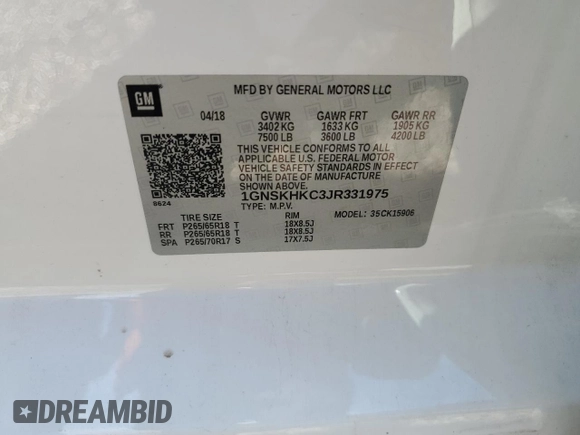 GM
MFD BY GENERAL MOTORS LLC
04/18 GVWR GAWR FRT GAWR RR
3402 KG 1633 KG 1905 KG
7500 LB 3600 LB 4200 LB
THIS VEHICLE CONFORMS TO ALL
APPLICABLE U.S. FEDERAL MOTOR
VEHICLE SAFETY STANDARDS IN EFFECT
ON THE DATE OF MANUFACTURE
SHOWN ABOVE.
1GNSKHKC3JR331975
8624
TYPE: M.P.V. MODEL: 35CK15906
TIRE SIZE RIM
FRT P265/65R18 T 18X8.5J
RR P265/65R18 T 18X8.5J
SPA P265/70R17 S 17X7.5J
DREAMBID